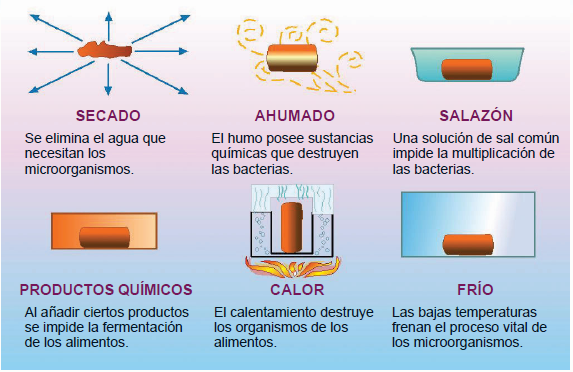 SECADO
Se elimina el agua que
necesitan los
microorganismos.
AHUMADO
El humo posee sustancias
químicas que destruyen
las bacterias.
SALAZÓN
Una solución de sal común
impide la multiplicación de
las bacterias.
PRODUCTOS QUÍMICOS
Al añadir ciertos productos
se impide la fermentación
de los alimentos.
CALOR
El calentamiento destruye
los organismos de los
alimentos.
FRÍO
Las bajas temperaturas
frenan el proceso vital de
los microorganismos.